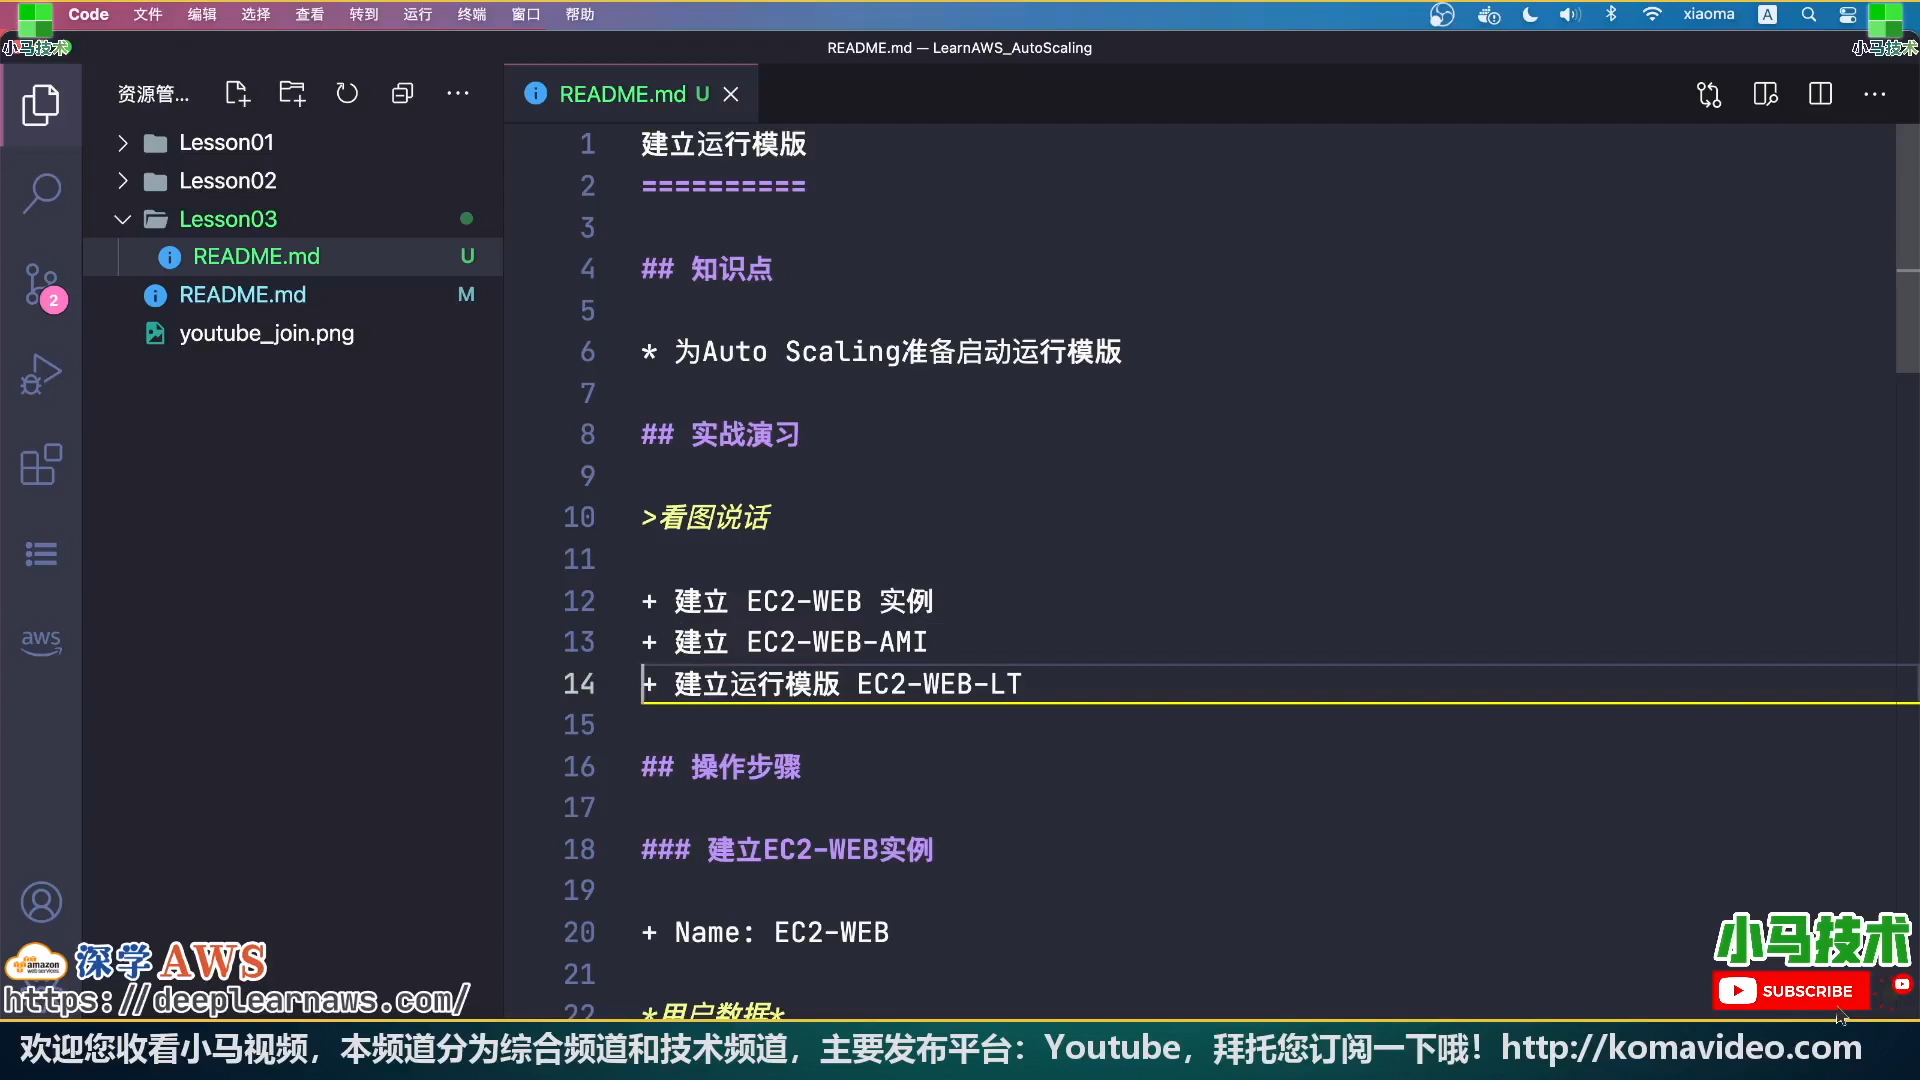 Code 文件 编辑 选择 查看 转到 运行 终端 窗口 帮助 xiaoma A
小马技术 README.md — LearnAWS_AutoScaling 小马技术
资源管...
README.md U
Lesson01
Lesson02
Lesson03
README.md U
README.md M
youtube_join.png
2
aws
1 建立运行模版
2 ==========
3
4 ## 知识点
5
6 * 为Auto Scaling准备启动运行模版
7
8 ## 实战演习
9
10 >看图说话
11
12 + 建立 EC2-WEB 实例
13 + 建立 EC2-WEB-AMI
14 + 建立运行模版 EC2-WEB-LT
15
16 ## 操作步骤
17
18 ### 建立EC2-WEB实例
19
20 + Name: EC2-WEB
21
22 *用户数据*
amazon web services 深学AWS
https://deeplearnaws.com/
小马技术
SUBSCRIBE
欢迎您收看小马视频，本频道分为综合频道和技术频道，主要发布平台：Youtube，拜托您订阅一下哦！http://komavideo.com